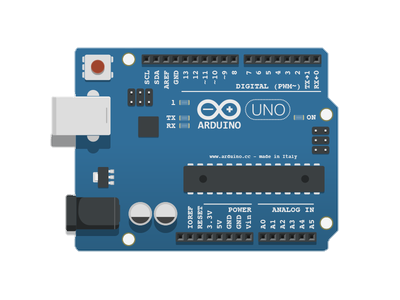 SCL
SDA
AREF
GND
13
12
~11
~10
~9
8
7
~6
~5
4
~3
2
TX→1
RX←0
DIGITAL (PWM~)
1
TX
RX
UNO
ON
ARDUINO
www.arduino.cc - made in Italy
POWER
ANALOG IN
IOREF
RESET
3.3V
5V
GND
GND
Vin
A0
A1
A2
A3
A4
A5